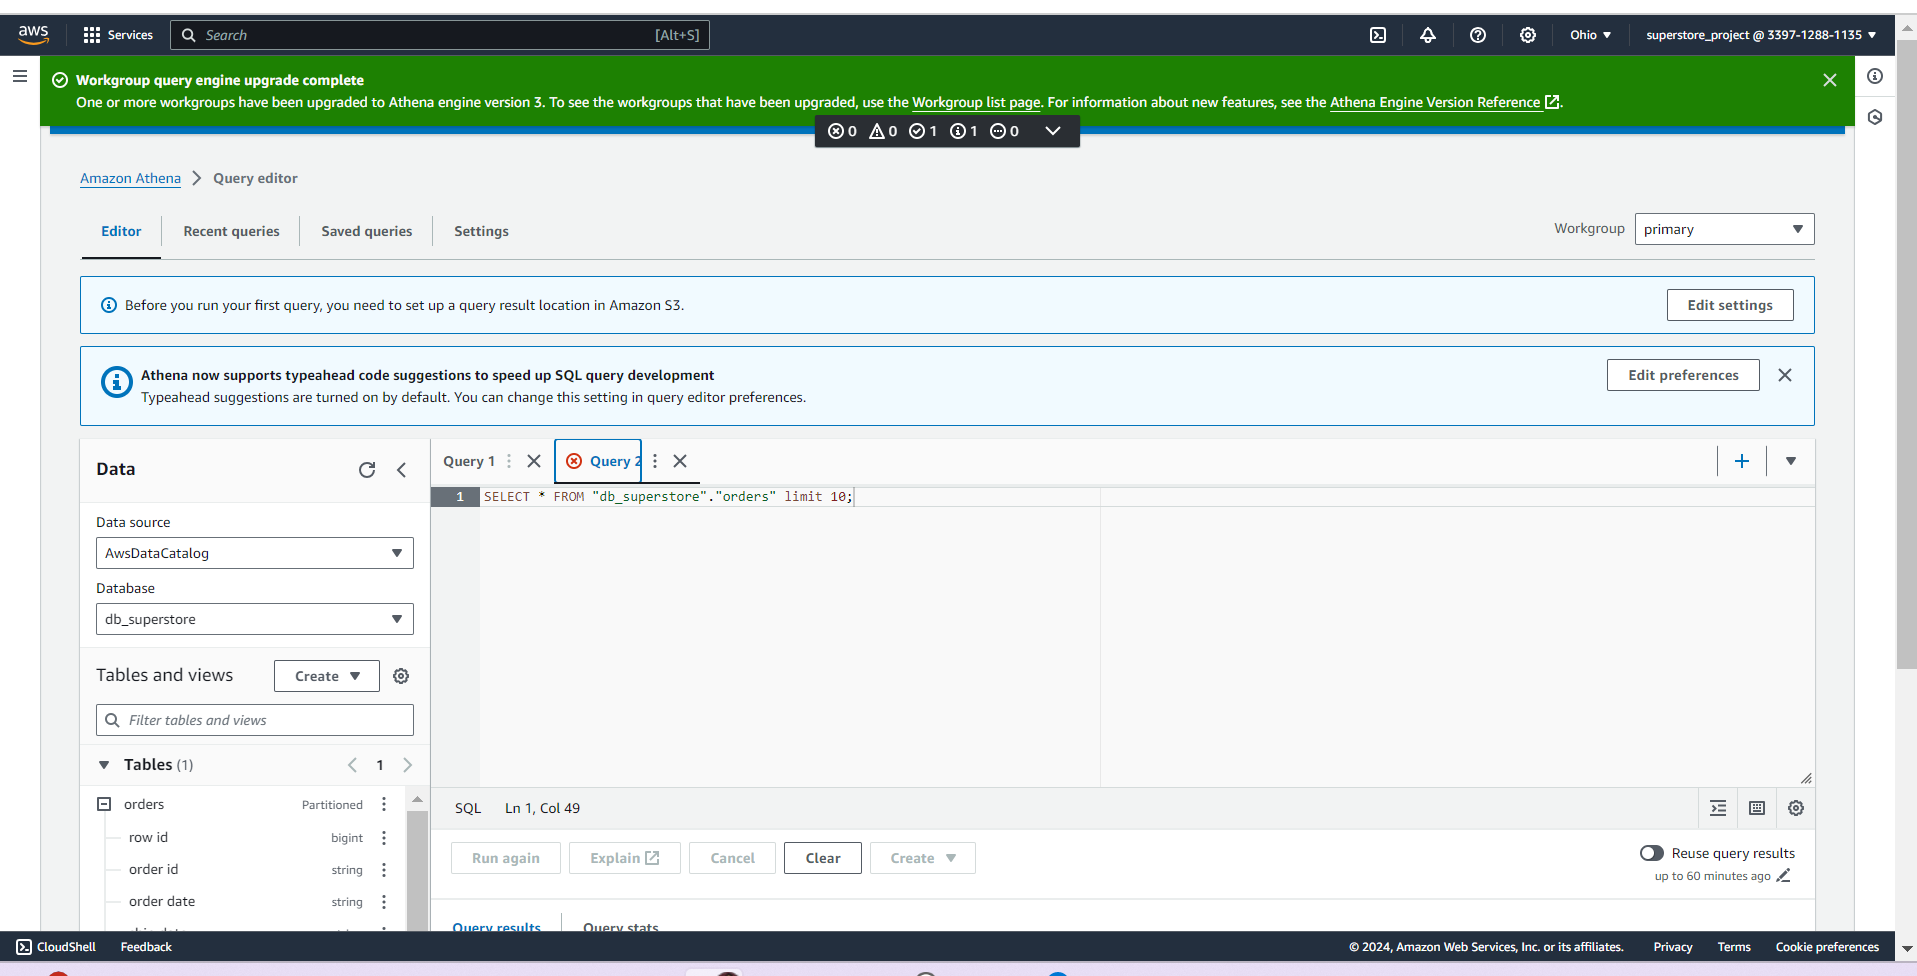 aws Services Search [Alt+S] Ohio superstore_project @ 3397-1288-1135
Workgroup query engine upgrade complete
One or more workgroups have been upgraded to Athena engine version 3. To see the workgroups that have been upgraded, use the Workgroup list page. For information about new features, see the Athena Engine Version Reference.
0 0 1 1 0
Amazon Athena Query editor
Editor Recent queries Saved queries Settings
Workgroup primary
Before you run your first query, you need to set up a query result location in Amazon S3.
Edit settings
Athena now supports typeahead code suggestions to speed up SQL query development
Typeahead suggestions are turned on by default. You can change this setting in query editor preferences.
Edit preferences
Data
Data source
AwsDataCatalog
Database
db_superstore
Tables and views Create
Filter tables and views
Tables (1) 1
orders Partitioned
row id bigint
order id string
order date string
Query 1 Query 2
1 SELECT * FROM "db_superstore"."orders" limit 10;
SQL Ln 1, Col 49
Run again Explain Cancel Clear Create
Reuse query results
up to 60 minutes ago
Query results Query stats
CloudShell Feedback © 2024, Amazon Web Services, Inc. or its affiliates. Privacy Terms Cookie preferences